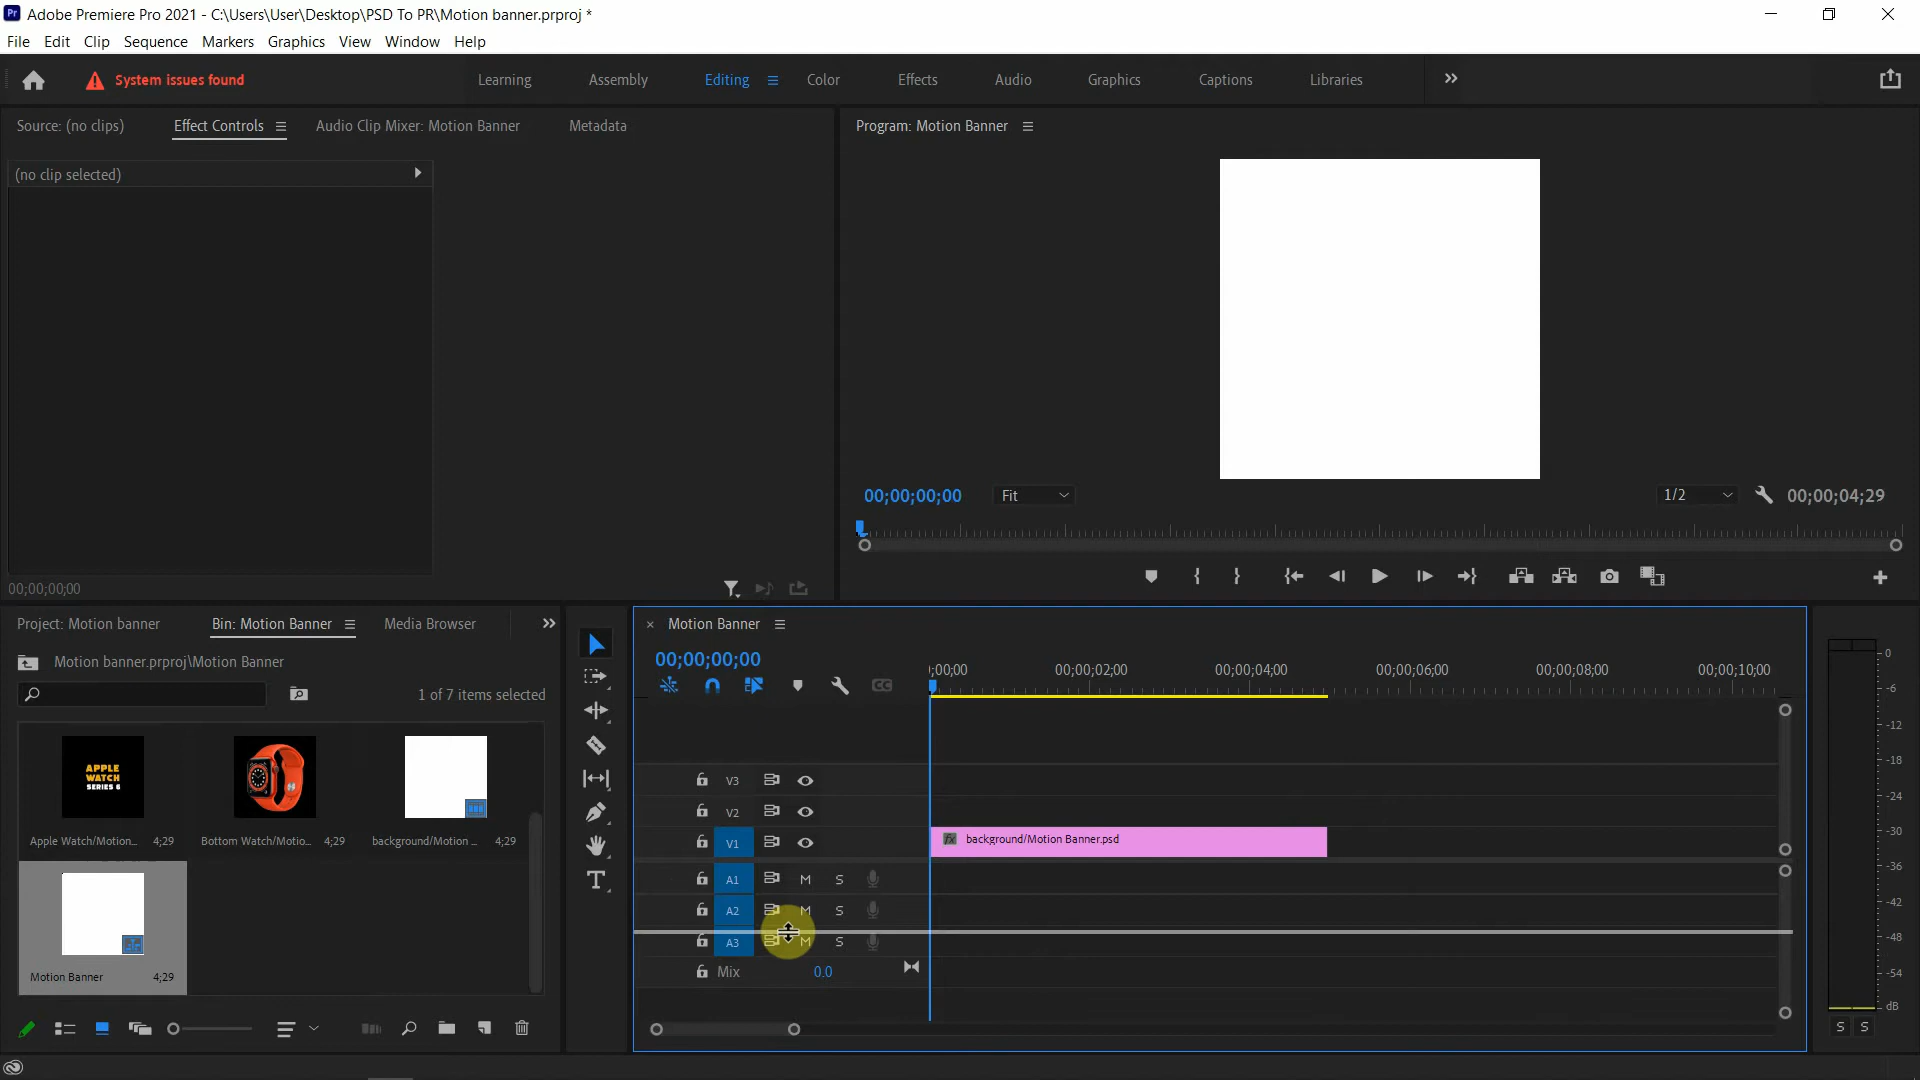 Adobe Premiere Pro 2021 - C:\Users\User\Desktop\PSD To PR\Motion banner.prproj *
File Edit Clip Sequence Markers Graphics View Window Help
System issues found
Learning Assembly Editing Color Effects Audio Graphics Captions Libraries
Source: (no clips) Effect Controls Audio Clip Mixer: Motion Banner Metadata
Program: Motion Banner
(no clip selected)
00;00;00;00 Fit 1/2 00;00;04;29
00;00;00;00
Project: Motion banner Bin: Motion Banner Media Browser
Motion Banner
Motion banner.prproj\Motion Banner
00;00;00;00
;00;00 00;00;02;00 00;00;04;00 00;00;06;00 00;00;08;00 00;00;10;00
1 of 7 items selected
CC
APPLE
WATCH
SERIES 6
Apple Watch/Motion... 4;29 Bottom Watch/Motio... 4;29 background/Motion ... 4;29
Motion Banner 4;29
V3
V2
V1
fx background/Motion Banner.psd
A1 M S
A2 M S
A3 M S
Mix 0.0
0
-6
-12
-18
-24
-30
-36
-42
-48
-54
dB
S S